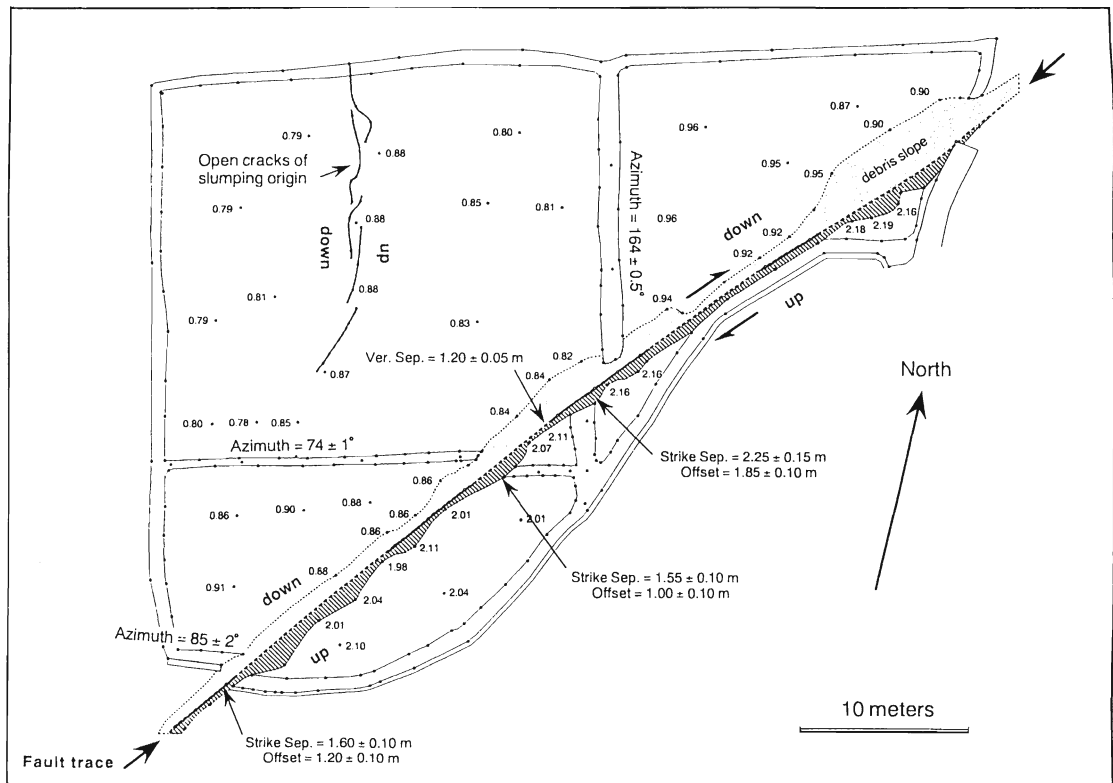 0.90
0.87
0.90
0.79
0.80
0.96
Open cracks of
slumping origin
0.88
debris slope
0.95
0.95
Azimuth = 164 ± 0.5°
0.79
0.85
0.81
0.88
0.96
2.16
2.19
2.18
down
0.92
0.92
up
down
0.88
0.81
0.94
up
0.79
0.83
Ver. Sep. = 1.20 ± 0.05 m
0.82
0.87
0.84
2.16
2.16
North
0.84
0.80
0.78
0.85
Azimuth = 74 ± 1°
2.11
2.07
Strike Sep. = 2.25 ± 0.15 m
Offset = 1.85 ± 0.10 m
0.86
0.88
0.90
0.86
0.86
2.01
2.01
0.86
2.11
1.98
Strike Sep. = 1.55 ± 0.10 m
Offset = 1.00 ± 0.10 m
0.88
down
0.91
2.04
2.04
2.01
Azimuth = 85 ± 2°
2.10
up
10 meters
Strike Sep. = 1.60 ± 0.10 m
Offset = 1.20 ± 0.10 m
Fault trace